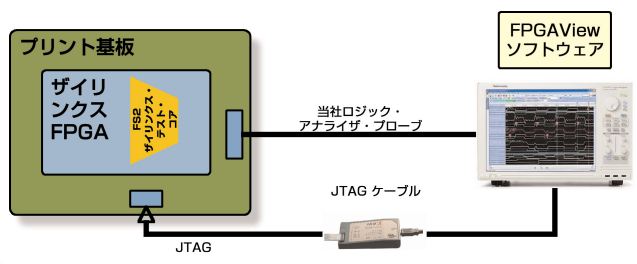 プリント基板
ザイリ
ンクス
FPGA
FS2
ザイリンクス・
テスト・
コア
当社ロジック・
アナライザ・プローブ
FPGAView
ソフトウェア
Tektronix
JTAG ケーブル
JTAG